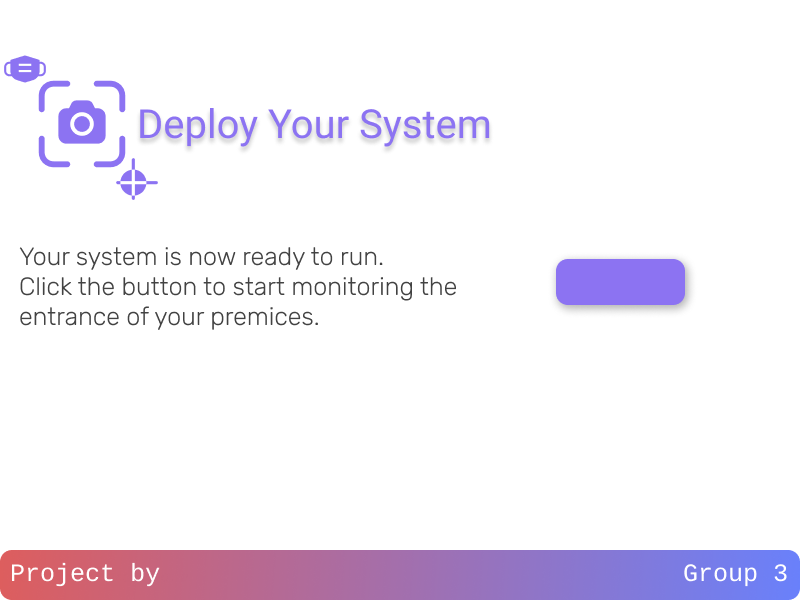 Deploy Your System
Your system is now ready to run.
Click the button to start monitoring the
entrance of your premices.
Project by
Group 3